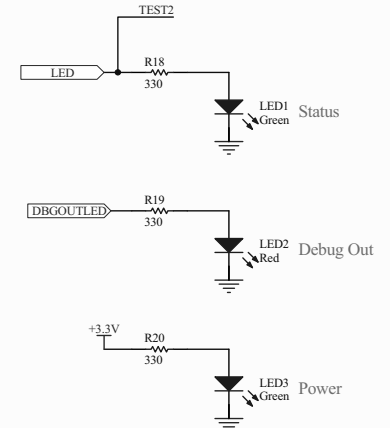 TEST2
R18
LED
330
LED1
Green
Status
R19
DBGOUTLED
330
LED2
Red
Debug Out
+3.3V
R20
330
LED3
Green
Power